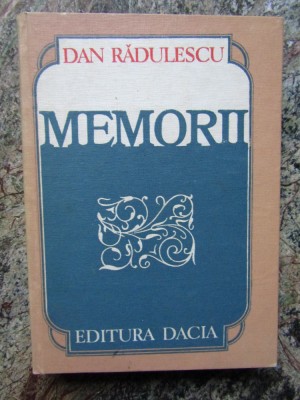 DAN RĂDULESCU
MEMORII
EDITURA DACIA